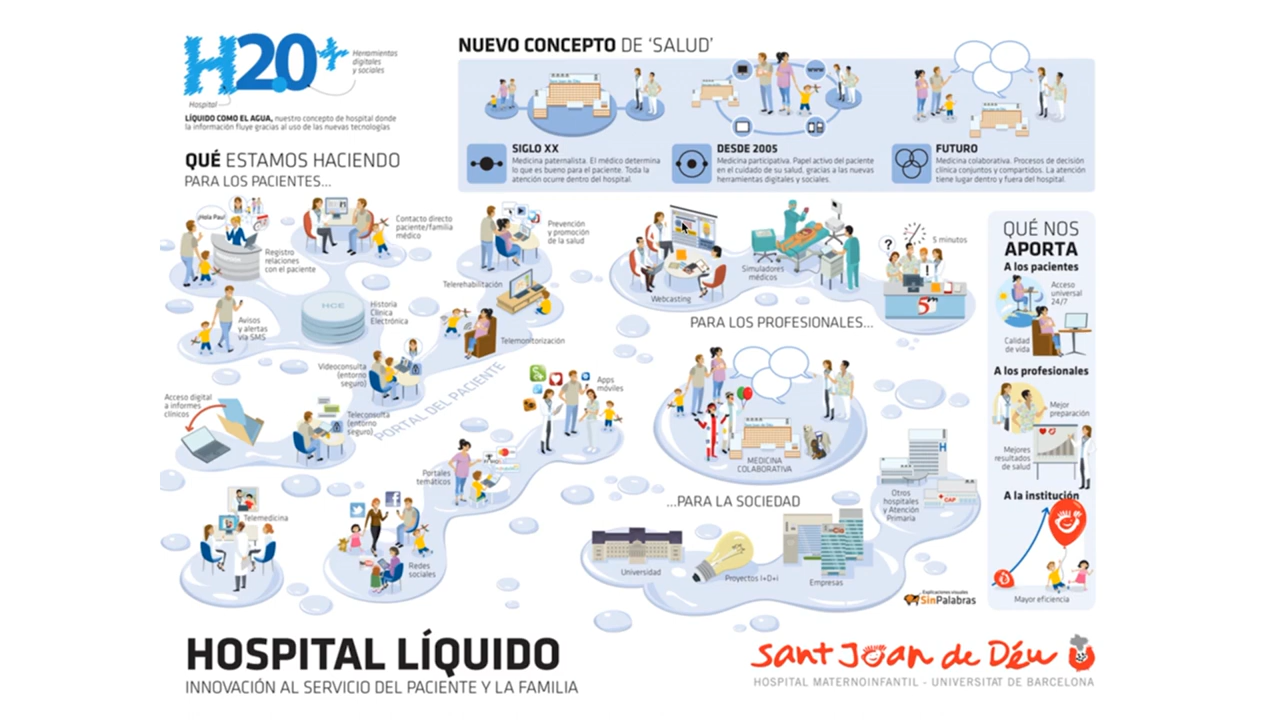 H2.0+
Herramientas
digitales
y sociales
Hospital
LÍQUIDO COMO EL AGUA, nuestro concepto de hospital donde
la información fluye gracias al uso de las nuevas tecnologías
NUEVO CONCEPTO DE ‘SALUD’
SIGLO XX
Medicina paternalista. El médico determina
lo que es bueno para el paciente. Toda la
atención ocurre dentro del hospital.
DESDE 2005
Medicina participativa. Papel activo del paciente
en el cuidado de su salud, gracias a las nuevas
herramientas digitales y sociales.
FUTURO
Medicina colaborativa. Procesos de decisión
clínica conjuntos y compartidos. La atención
tiene lugar dentro y fuera del hospital.
QUÉ ESTAMOS HACIENDO
PARA LOS PACIENTES...
¡Hola Pau!
Registro
relaciones
con el paciente
Contacto directo
paciente/familia
médico
Prevención
y promoción
de la salud
Telerehabilitación
Avisos
y alertas
vía SMS
HCE
Historia
Clínica
Electrónica
Telemonitorización
Videoconsulta
(entorno
seguro)
Acceso digital
a informes
clínicos
Teleconsulta
(entorno
seguro)
PORTAL DEL PACIENTE
Apps
móviles
Portales
temáticos
Telemedicina
Redes
sociales
Webcasting
Simuladores
médicos
?
5 minutos
!
5m
PARA LOS PROFESIONALES...
MEDICINA
COLABORATIVA
...PARA LA SOCIEDAD
H
CAP
Otros
hospitales
y Atención
Primaria
Universidad
Proyectos I+D+i
Empresas
Explicaciones visuales
SinPalabras
QUÉ NOS
APORTA
A los pacientes
Acceso
universal
24/7
Calidad
de vida
A los profesionales
Mejor
preparación
Mejores
resultados
de salud
A la institución
Mayor eficiencia
HOSPITAL LÍQUIDO
INNOVACIÓN AL SERVICIO DEL PACIENTE Y LA FAMILIA
Sant Joan de Déu
HOSPITAL MATERNOINFANTIL - UNIVERSITAT DE BARCELONA